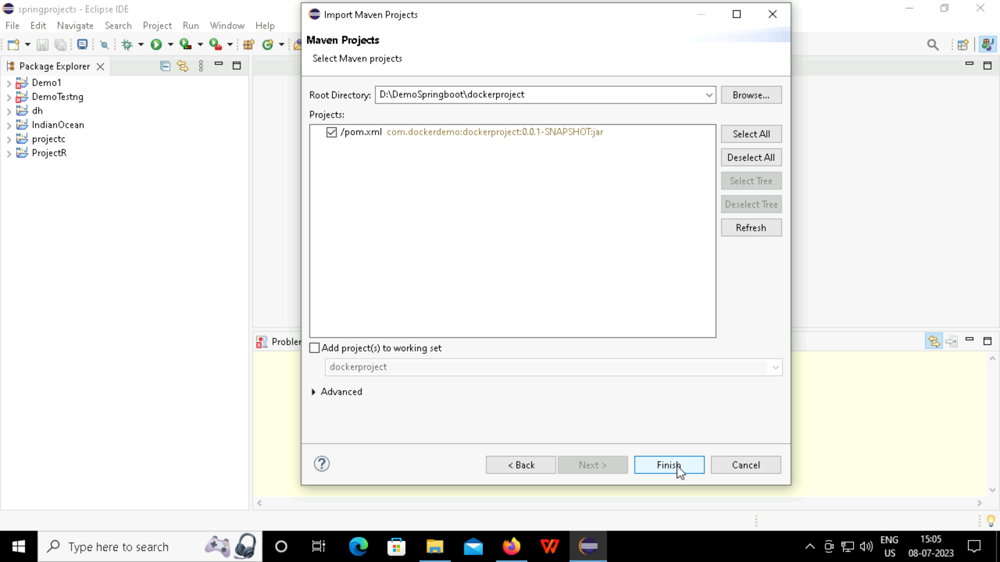 springprojects - Eclipse IDE
File Edit Navigate Search Project Run Window Help
Package Explorer
Demo1
DemoTestng
dh
IndianOcean
projectc
ProjectR
Import Maven Projects
Maven Projects
Select Maven projects
Root Directory: D:\DemoSpringboot\dockerproject Browse...
Projects:
/pom.xml com.dockerdemo:dockerproject:0.0.1-SNAPSHOT:jar
Select All
Deselect All
Select Tree
Deselect Tree
Refresh
Add project(s) to working set
dockerproject
Advanced
< Back Next > Finish Cancel
Type here to search
ENG
US
15:05
08-07-2023